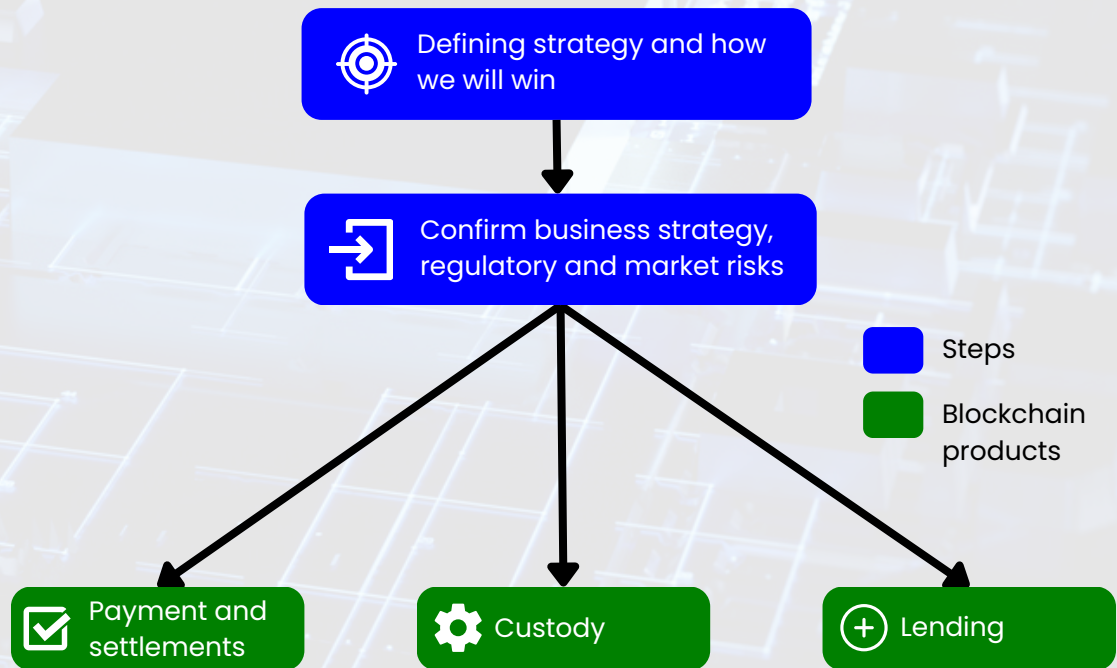 Defining strategy and how
we will win
Confirm business strategy,
regulatory and market risks
Steps
Blockchain
products
Payment and
settlements
Custody
Lending